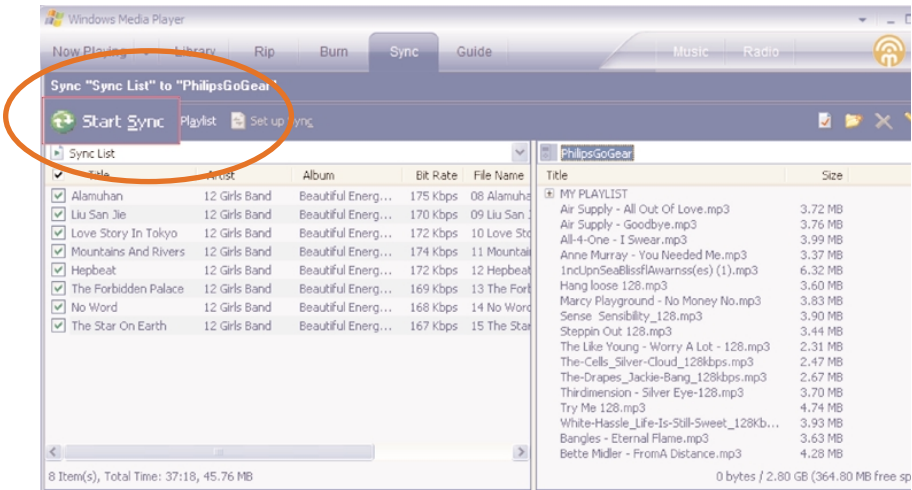 Windows Media Player
Now Playing Library Rip Burn Sync Guide Music Radio
Sync "Sync List" to "PhilipsGoGear"
Start Sync Playlist Set up Sync
Sync List
Title Artist Album Bit Rate File Name
Alamuhan 12 Girls Band Beautiful Energ... 175 Kbps 08 Alamuha
Liu San Jie 12 Girls Band Beautiful Energ... 170 Kbps 09 Liu San J
Love Story In Tokyo 12 Girls Band Beautiful Energ... 172 Kbps 10 Love Sto
Mountains And Rivers 12 Girls Band Beautiful Energ... 174 Kbps 11 Mountai
Hepbeat 12 Girls Band Beautiful Energ... 172 Kbps 12 Hepbeat
The Forbidden Palace 12 Girls Band Beautiful Energ... 169 Kbps 13 The Forb
No Word 12 Girls Band Beautiful Energ... 168 Kbps 14 No Word
The Star On Earth 12 Girls Band Beautiful Energ... 167 Kbps 15 The Star
8 Item(s), Total Time: 37:18, 45.76 MB
PhilipsGoGear
Title Size
MY PLAYLIST
Air Supply - All Out Of Love.mp3 3.72 MB
Air Supply - Goodbye.mp3 3.76 MB
All-4-One - I Swear.mp3 3.99 MB
Anne Murray - You Needed Me.mp3 3.37 MB
1ncUpnSeaBlissflAwarnss(es) (1).mp3 6.32 MB
Hang loose 128.mp3 3.60 MB
Marcy Playground - No Money No.mp3 3.83 MB
Sense Sensibility_128.mp3 3.90 MB
Steppin Out 128.mp3 3.44 MB
The Like Young - Worry A Lot - 128.mp3 2.31 MB
The-Cells_Silver-Cloud_128kbps.mp3 2.47 MB
The-Drapes_Jackie-Bang_128kbps.mp3 2.67 MB
Thirdimension - Silver Eye-128.mp3 3.70 MB
Try Me 128.mp3 4.74 MB
White-Hassle_Life-Is-Still-Sweet_128Kb... 3.93 MB
Bangles - Eternal Flame.mp3 3.63 MB
Bette Midler - FromA Distance.mp3 4.28 MB
0 bytes / 2.80 GB (364.80 MB free sp